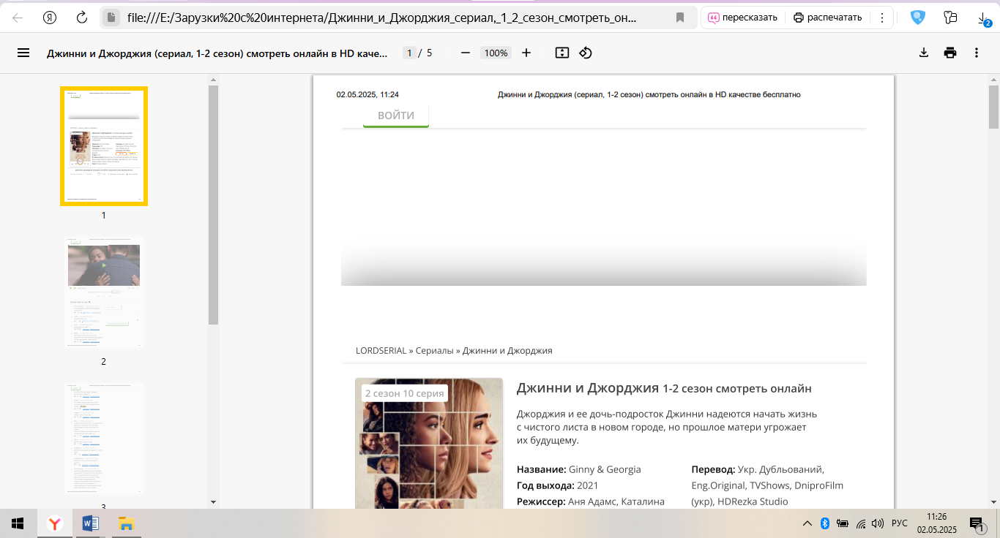 file:///E:/Зарузки%20с%20интернета/Джинни_и_Джорджия_сериал,_1_2_сезон_смотреть_он...
пересказать
распечатать
2
Джинни и Джорджия (сериал, 1-2 сезон) смотреть онлайн в HD каче...
1 / 5
100%
1
2
3
02.05.2025, 11:24
Джинни и Джорджия (сериал, 1-2 сезон) смотреть онлайн в HD качестве бесплатно
ВОЙТИ
LORDSERIAL » Сериалы » Джинни и Джорджия
2 сезон 10 серия
Джинни и Джорджия 1-2 сезон смотреть онлайн
Джорджия и ее дочь-подросток Джинни надеются начать жизнь
с чистого листа в новом городе, но прошлое матери угрожает
их будущему.
Название: Ginny & Georgia
Год выхода: 2021
Режиссер: Аня Адамс, Каталина
Перевод: Укр. Дубльований,
Eng.Original, TVShows, DniproFilm
(укр), HDRezka Studio
РУС
11:26
02.05.2025
1